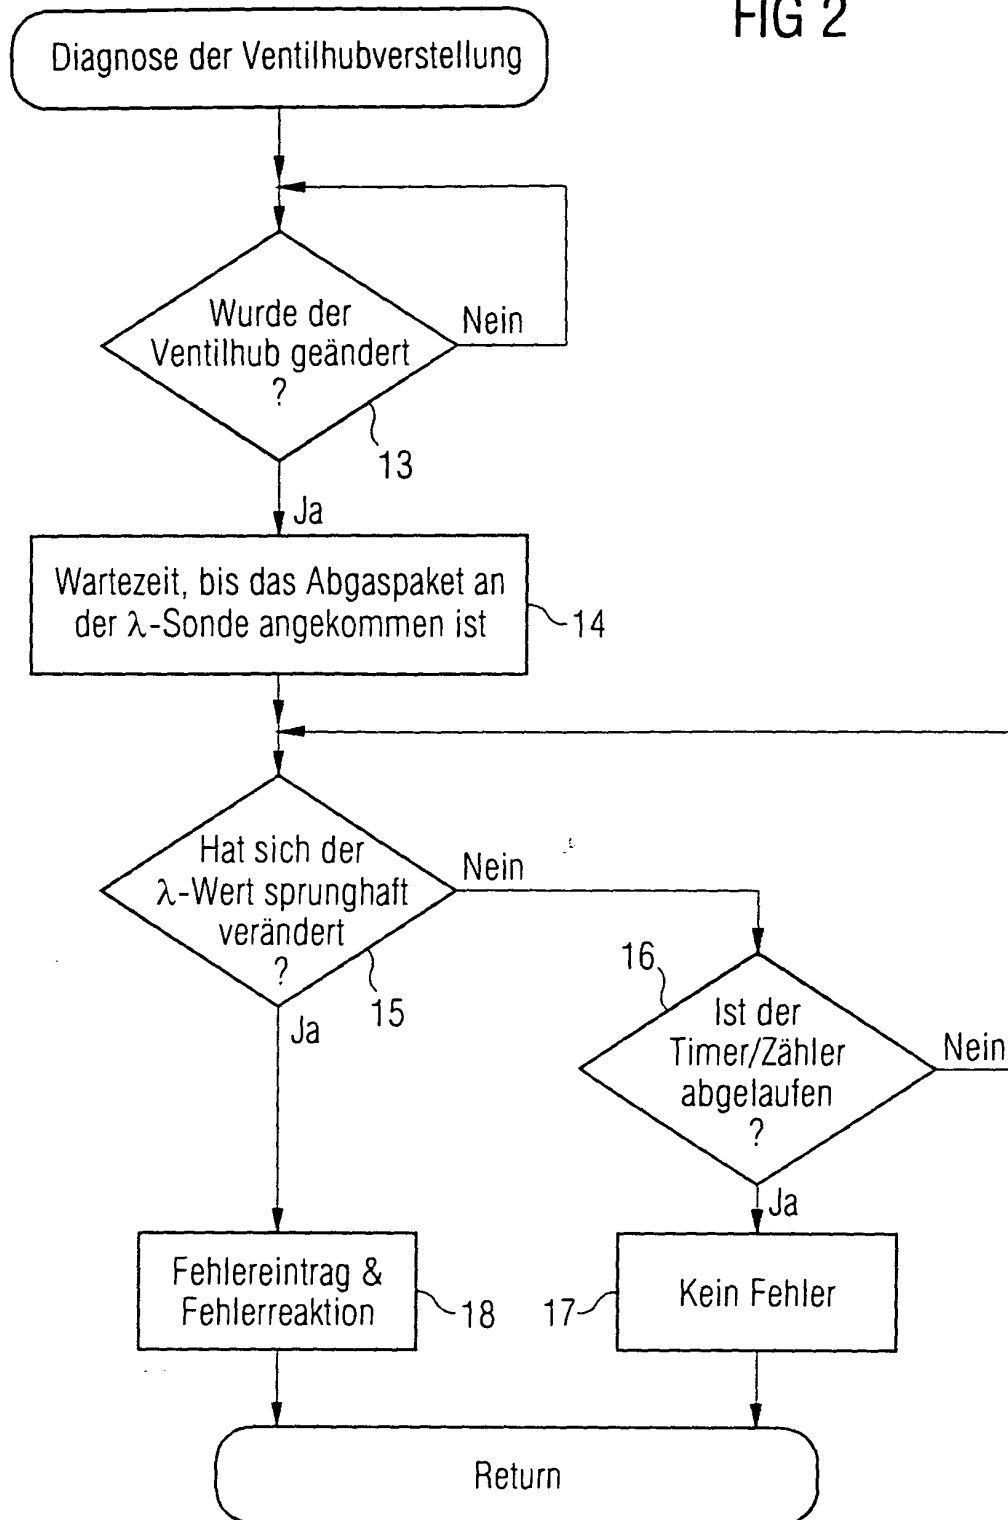 FIG 2
Diagnose der Ventilhubverstellung
Wurde der
Ventilhub geändert
?
Nein
13
Ja
Wartezeit, bis das Abgaspaket an
der λ-Sonde angekommen ist
14
Hat sich der
λ-Wert sprunghaft
verändert
?
Nein
15
Ja
16
Ist der
Timer/Zähler
abgelaufen
?
Nein
Ja
Fehlereintrag &
Fehlerreaktion
18
17
Kein Fehler
Return